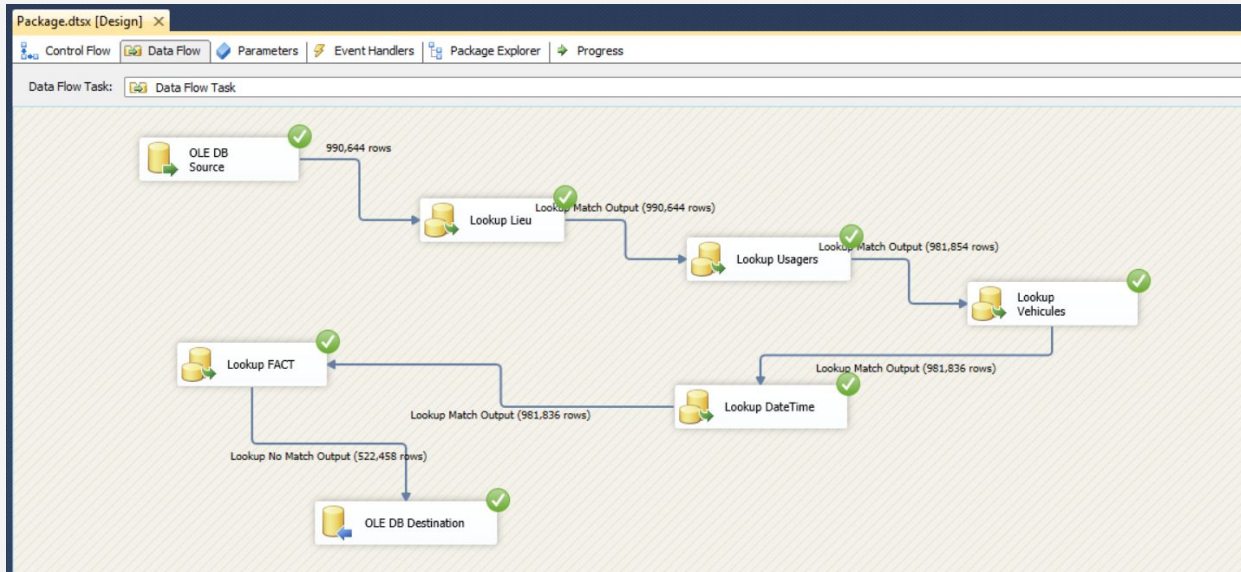 Package.dtsx [Design]
Control Flow Data Flow Parameters Event Handlers Package Explorer Progress
Data Flow Task: Data Flow Task
OLE DB
Source
990,644 rows
Lookup Lieu
Lookup Match Output (990,644 rows)
Lookup Usagers
Lookup Match Output (981,854 rows)
Lookup
Vehicules
Lookup Match Output (981,836 rows)
Lookup DateTime
Lookup Match Output (981,836 rows)
Lookup FACT
Lookup No Match Output (522,458 rows)
OLE DB Destination